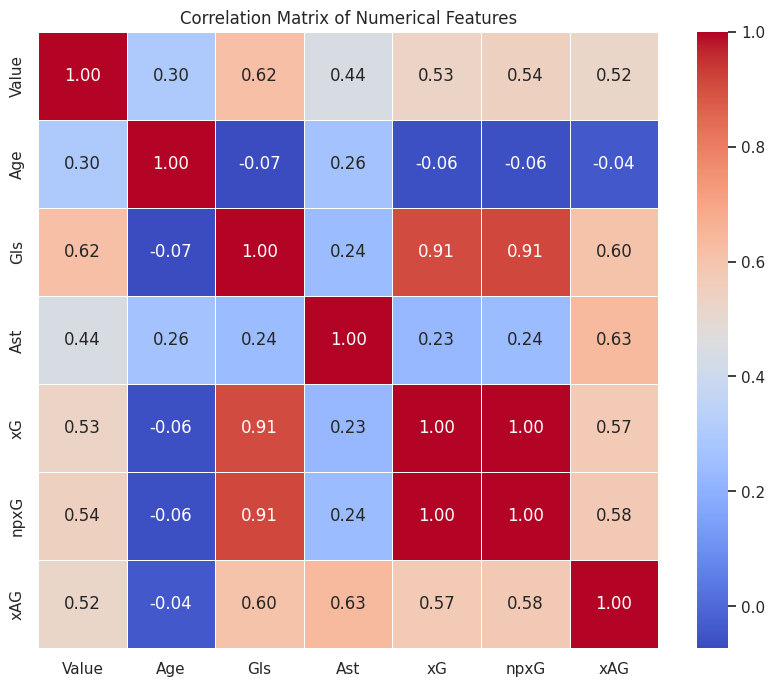 Correlation Matrix of Numerical Features
Value 1.00 0.30 0.62 0.44 0.53 0.54 0.52
Age 0.30 1.00 -0.07 0.26 -0.06 -0.06 -0.04
Gls 0.62 -0.07 1.00 0.24 0.91 0.91 0.60
Ast 0.44 0.26 0.24 1.00 0.23 0.24 0.63
xG 0.53 -0.06 0.91 0.23 1.00 1.00 0.57
npxG 0.54 -0.06 0.91 0.24 1.00 1.00 0.58
xAG 0.52 -0.04 0.60 0.63 0.57 0.58 1.00
Value Age Gls Ast xG npxG xAG
1.0
0.8
0.6
0.4
0.2
0.0